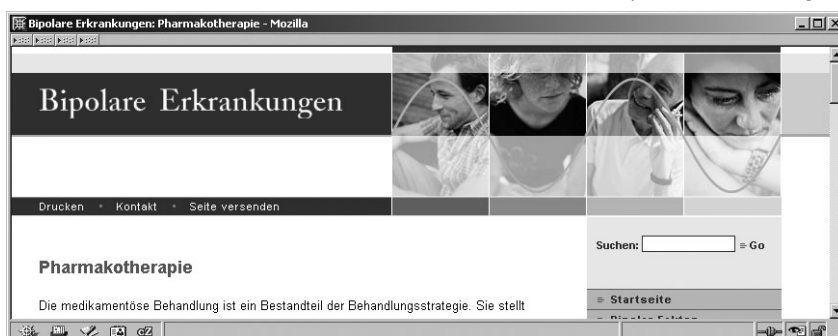 Bipolare Erkrankungen: Pharmakotherapie - Mozilla
Bipolare Erkrankungen
Drucken Kontakt Seite versenden
Suchen: Go
Pharmakotherapie
Startseite
Die medikamentöse Behandlung ist ein Bestandteil der Behandlungsstrategie. Sie stellt